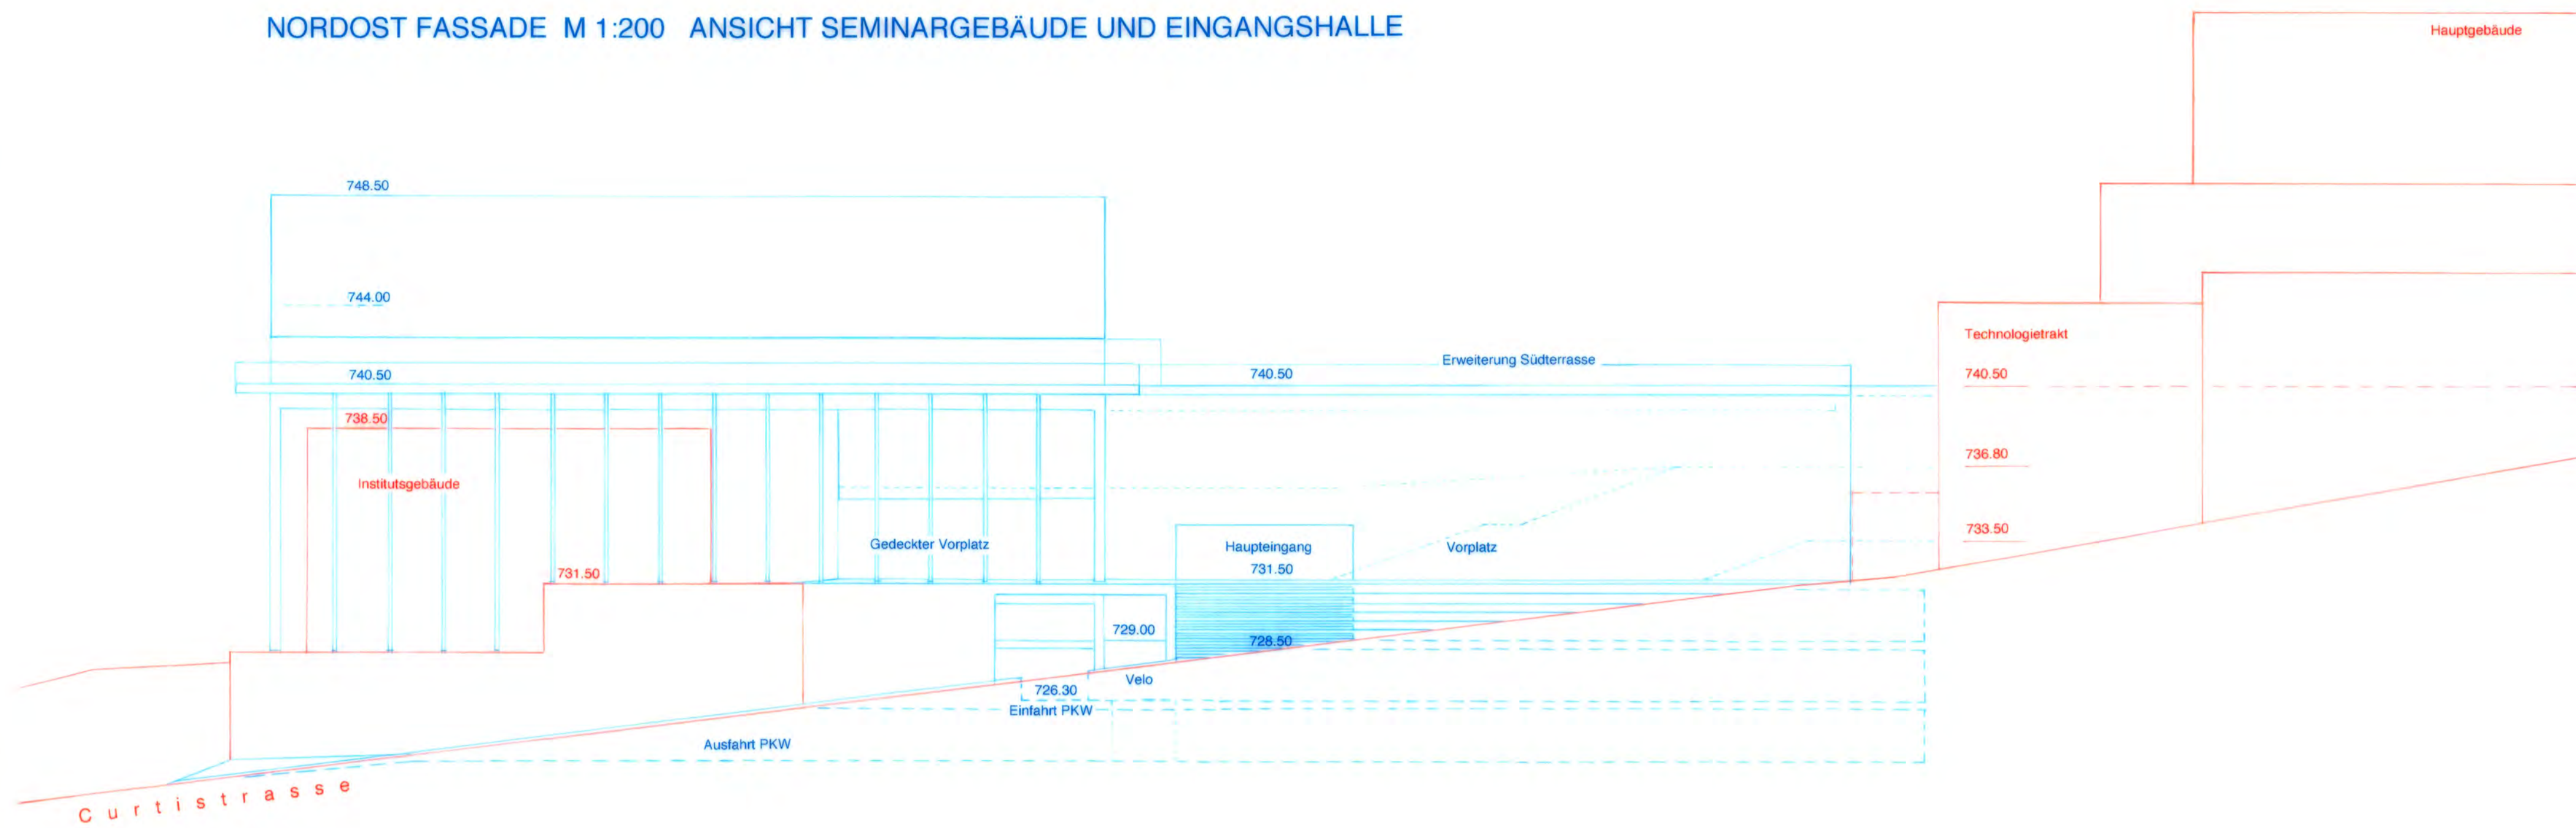 NORDOST FASSADE M 1:200 ANSICHT SEMINARGEBÄUDE UND EINGANGSHALLE
Hauptgebäude
748.50
744.00
Technologietrakt
Erweiterung Südterrasse
740.50
740.50
740.50
738.50
736.80
Institutsgebäude
733.50
Gedeckter Vorplatz
Haupteingang
Vorplatz
731.50
731.50
729.00
728.50
Velo
726.30
Einfahrt PKW
Ausfahrt PKW
Curtistrasse